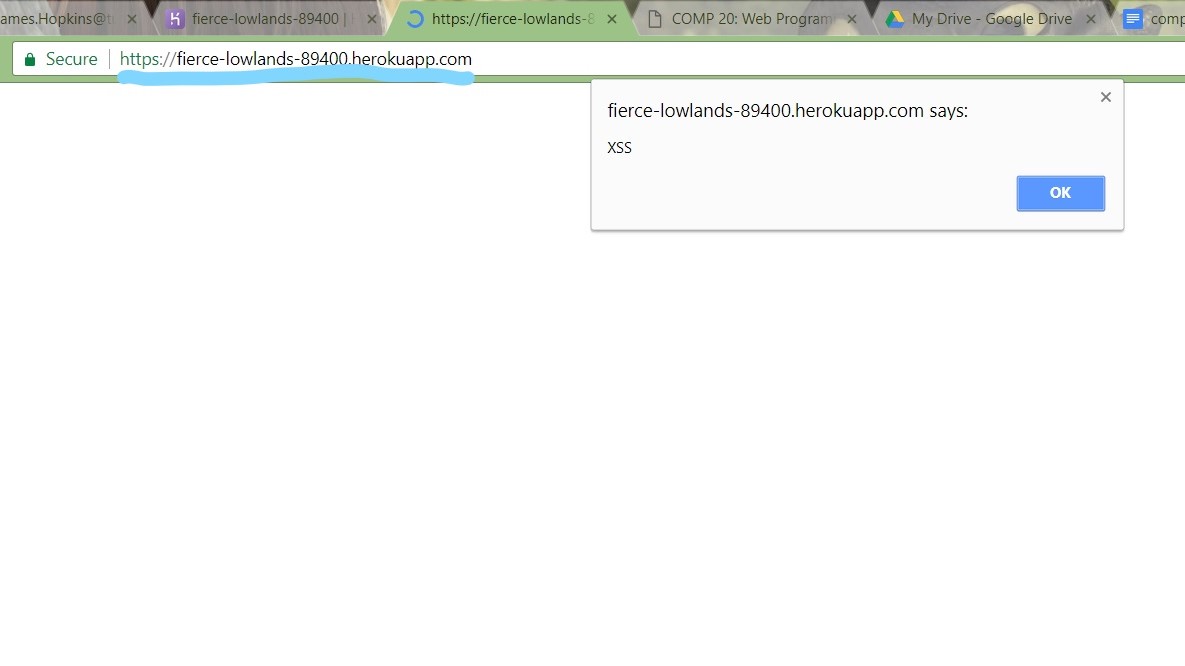 ames.Hopkins@t
fierce-lowlands-89400 |
https://fierce-lowlands-8
COMP 20: Web Program
My Drive - Google Drive
comp
Secure
https://fierce-lowlands-89400.herokuapp.com
fierce-lowlands-89400.herokuapp.com says:
XSS
OK